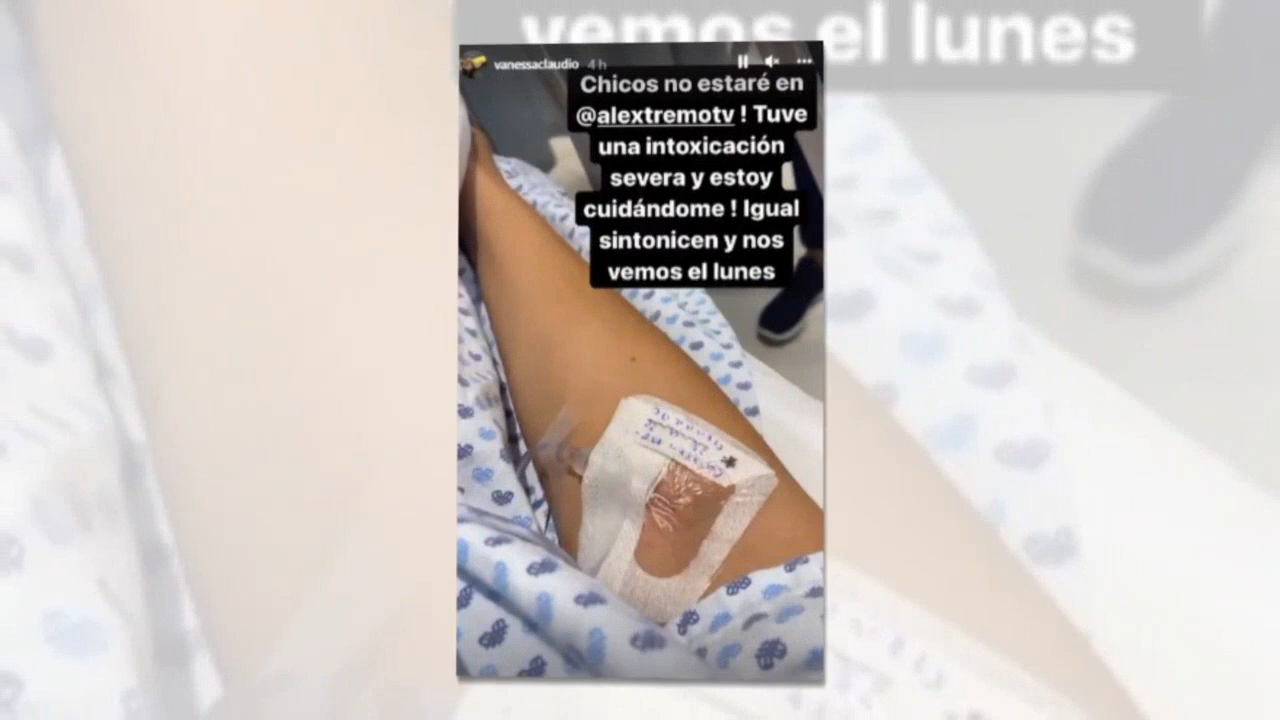 vemos el lunes
vanessaclaudio 4 h
Chicos no estaré en
@alextremotv ! Tuve
una intoxicación
severa y estoy
cuidándome ! Igual
sintonicen y nos
vemos el lunes